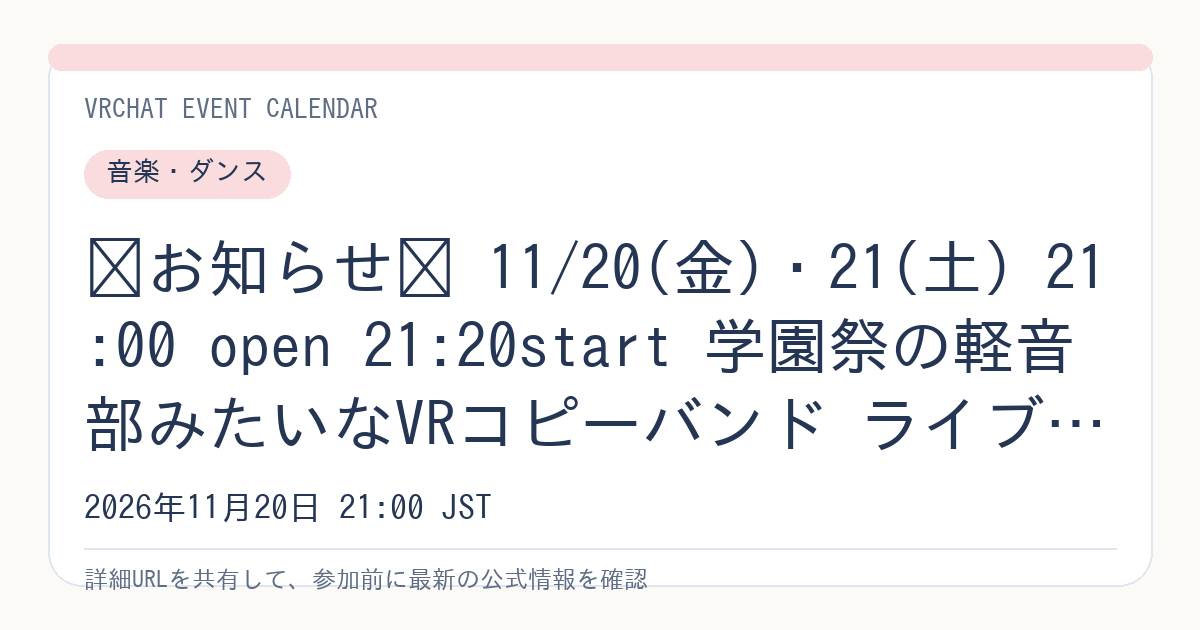 VRCHAT EVENT CALENDAR
音楽・ダンス
お知らせ 11/20(金)・21(土) 21
:00 open 21:20start 学園祭の軽音
部みたいなVRコピーバンド ライブ…
2026年11月20日 21:00 JST
詳細URLを共有して、参加前に最新の公式情報を確認